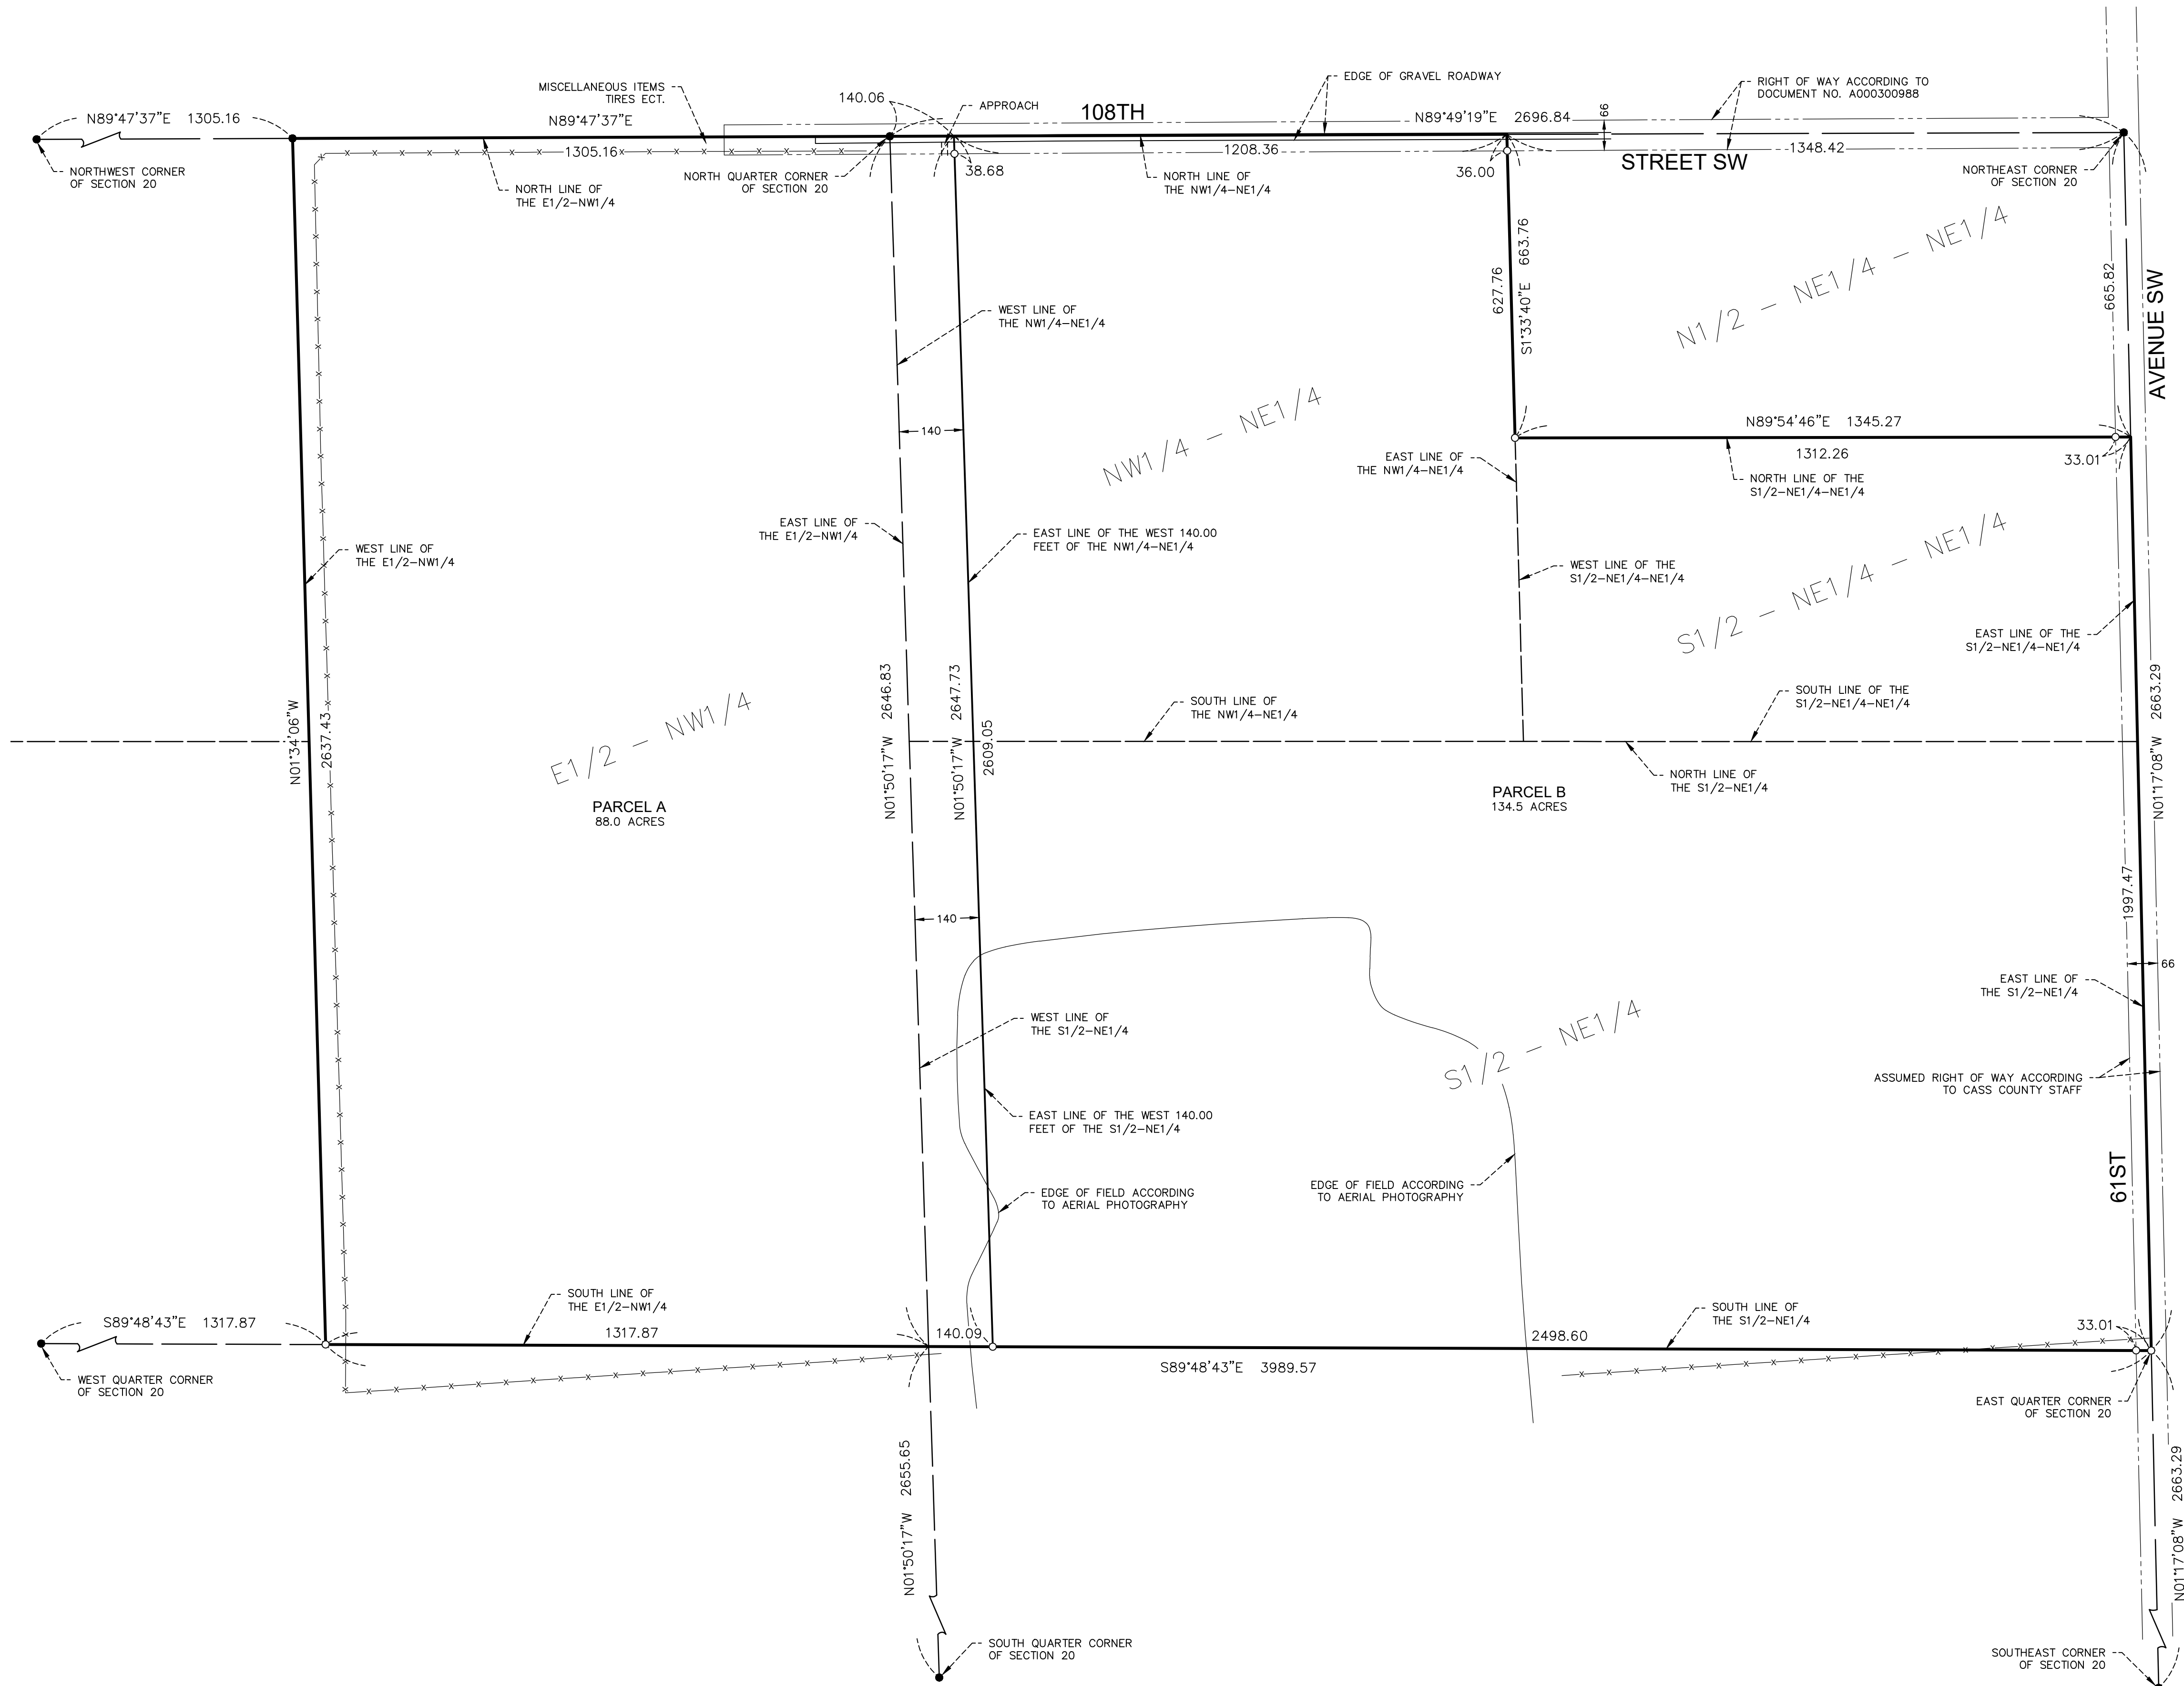 MISCELLANEOUS ITEMS
TIRES ECT.
140.06
APPROACH
108TH
EDGE OF GRAVEL ROADWAY
RIGHT OF WAY ACCORDING TO
DOCUMENT NO. A000300988
N89°47'37"E 1305.16
N89°47'37"E
N89°49'19"E 2696.84
66
1305.16
1208.36
1348.42
STREET SW
NORTHWEST CORNER
OF SECTION 20
NORTH LINE OF
THE E1/2-NW1/4
NORTH QUARTER CORNER
OF SECTION 20
38.68
NORTH LINE OF
THE NW1/4-NE1/4
36.00
NORTHEAST CORNER
OF SECTION 20
N1/2 - NE1/4 - NE1/4
627.76
S1°33'40"E 663.76
665.82
AVENUE SW
WEST LINE OF
THE NW1/4-NE1/4
NW1/4 - NE1/4
140
N89°54'46"E 1345.27
1312.26
33.01
EAST LINE OF
THE NW1/4-NE1/4
NORTH LINE OF THE
S1/2-NE1/4-NE1/4
EAST LINE OF
THE E1/2-NW1/4
EAST LINE OF THE WEST 140.00
FEET OF THE NW1/4-NE1/4
WEST LINE OF
THE E1/2-NW1/4
WEST LINE OF THE
S1/2-NE1/4-NE1/4
S1/2 - NE1/4 - NE1/4
EAST LINE OF THE
S1/2-NE1/4-NE1/4
N01°34'06"W
2637.43
E1/2 - NW1/4
N01°50'17"W 2646.83
N01°50'17"W 2647.73
2609.05
SOUTH LINE OF
THE NW1/4-NE1/4
SOUTH LINE OF THE
S1/2-NE1/4-NE1/4
N01°17'08"W 2663.29
NORTH LINE OF
THE S1/2-NE1/4
PARCEL A
88.0 ACRES
PARCEL B
134.5 ACRES
1997.47
140
66
EAST LINE OF
THE S1/2-NE1/4
WEST LINE OF
THE S1/2-NE1/4
S1/2 - NE1/4
ASSUMED RIGHT OF WAY ACCORDING
TO CASS COUNTY STAFF
EAST LINE OF THE WEST 140.00
FEET OF THE S1/2-NE1/4
61ST
EDGE OF FIELD ACCORDING
TO AERIAL PHOTOGRAPHY
EDGE OF FIELD ACCORDING
TO AERIAL PHOTOGRAPHY
SOUTH LINE OF
THE E1/2-NW1/4
SOUTH LINE OF
THE S1/2-NE1/4
S89°48'43"E 1317.87
1317.87
140.09
2498.60
33.01
S89°48'43"E 3989.57
WEST QUARTER CORNER
OF SECTION 20
EAST QUARTER CORNER
OF SECTION 20
N01°50'17"W 2655.65
N01°17'08"W 2663.29
SOUTH QUARTER CORNER
OF SECTION 20
SOUTHEAST CORNER
OF SECTION 20